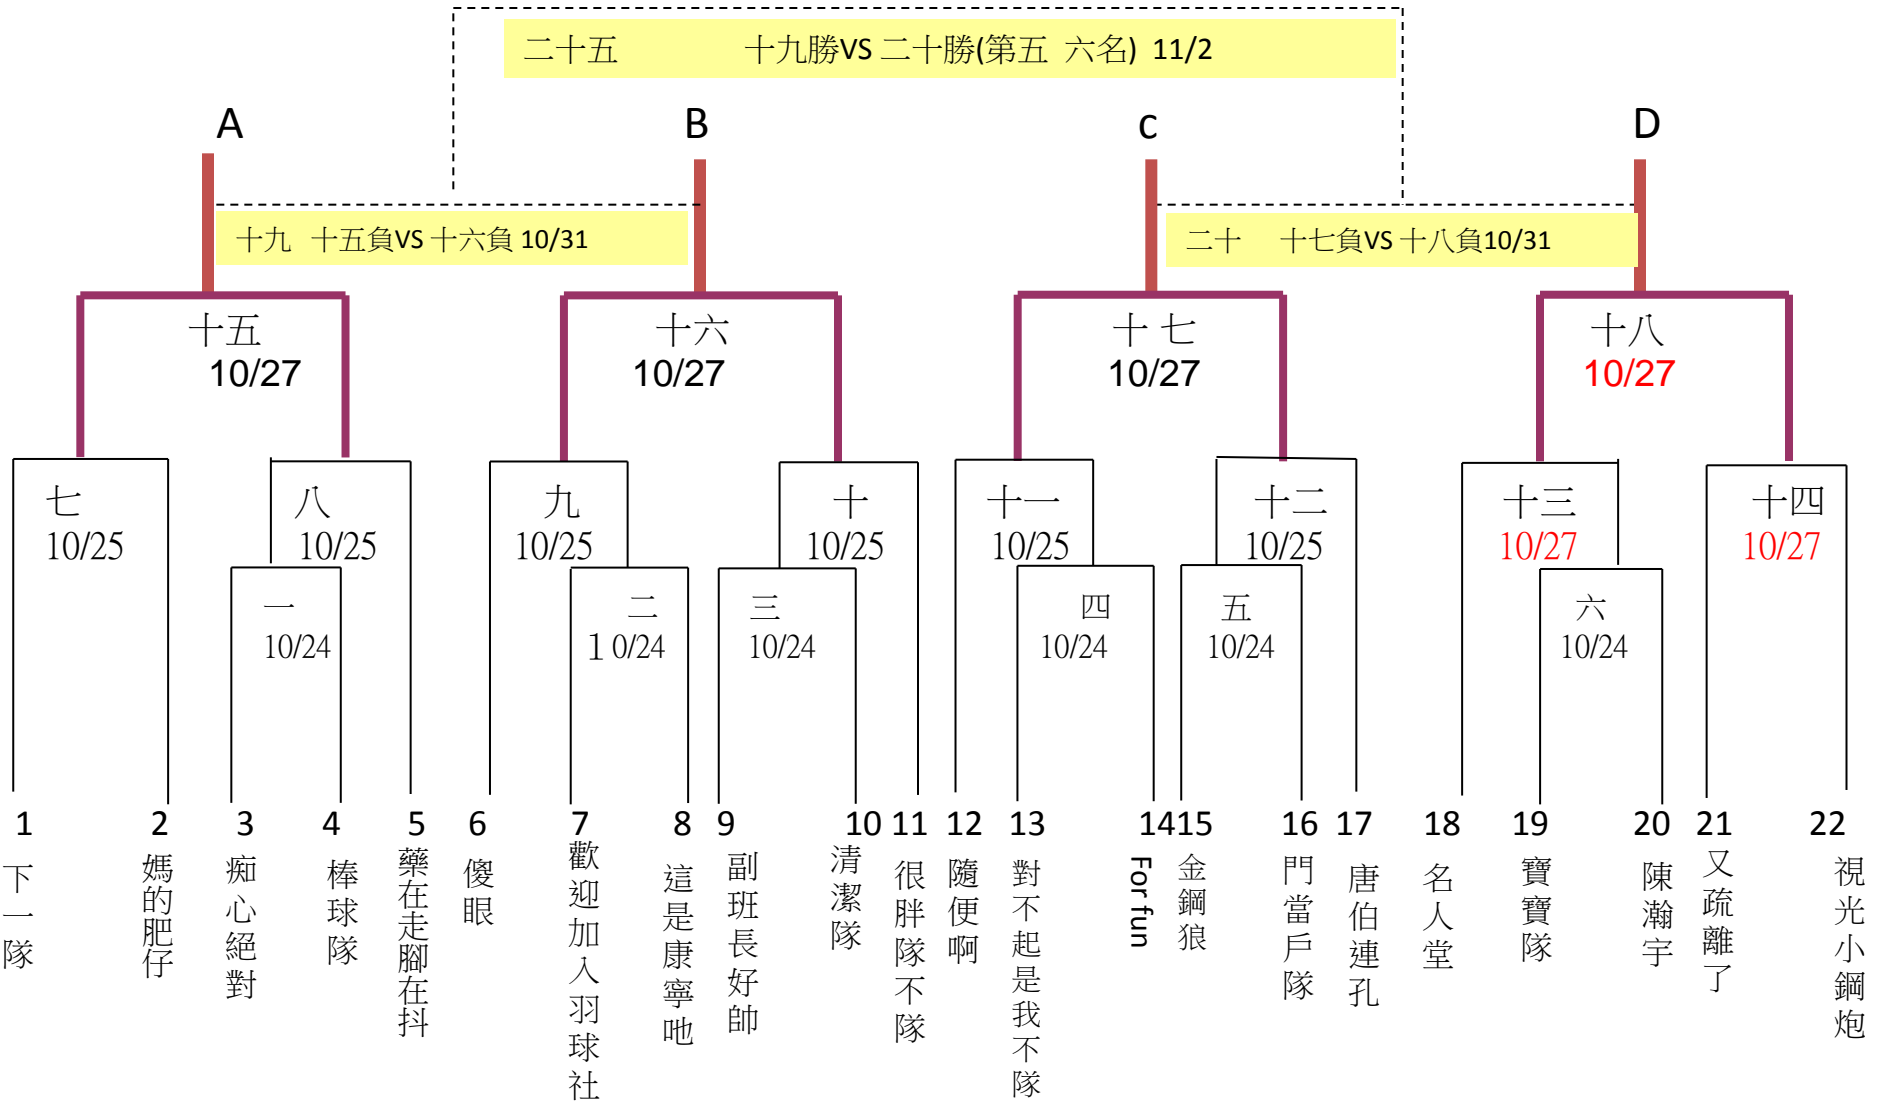 二十五 十九勝VS 二十勝(第五 六名) 11/2
A
B
c
D
十九 十五負VS 十六負 10/31
二十 十七負VS 十八負10/31
十五
10/27
十六
10/27
十七
10/27
十八
10/27
七
10/25
八
10/25
九
10/25
十
10/25
十一
10/25
十二
10/25
十三
10/27
十四
10/27
一
10/24
二
１0/24
三
10/24
四
10/24
五
10/24
六
10/24
1
2
3
4
5
6
7
8
9
10
11
12
13
14
15
16
17
18
19
20
21
22
下一隊
媽的肥仔
痴心絕對
棒球隊
藥在走腳在抖
傻眼
歡迎加入羽球社
這是康寧吔
副班長好帥
清潔隊
很胖隊不隊
隨便啊
對不起是我不隊
For fun
金鋼狼
門當戶隊
唐伯連孔
名人堂
寶寶隊
陳瀚宇
又疏離了
視光小鋼炮